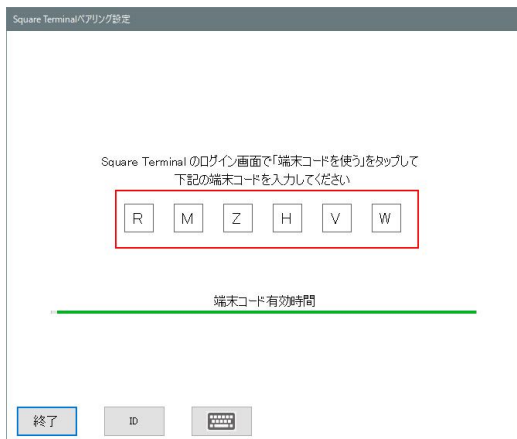 Square Terminalペアリング設定
Square Terminal のログイン画面で「端末コードを使う」をタップして
下記の端末コードを入力してください
R M Z H V W
端末コード有効時間
終了 ID